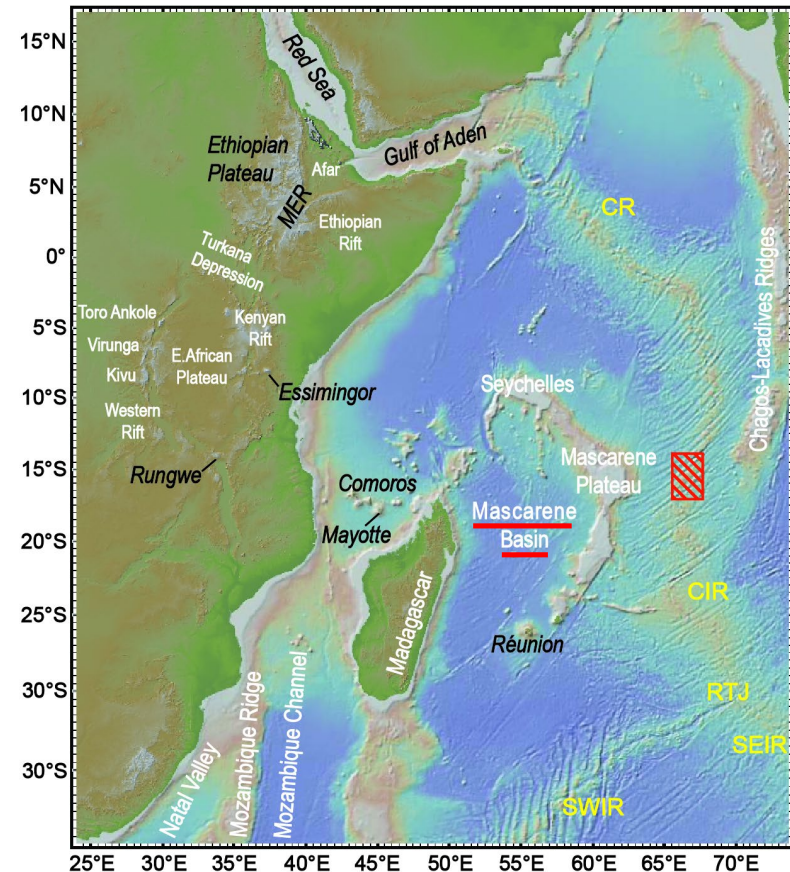 15°N
10°N
5°N
0°
5°S
10°S
15°S
20°S
25°S
30°S
30°S
Red Sea
Gulf of Aden
Ethiopian
Plateau
Afar
MER
Ethiopian
Rift
CR
Turkana
Depression
Toro Ankole
Virunga
Kivu
Western
Rift
E.African
Plateau
Kenyan
Rift
Essimingor
Rungwe
Seychelles
Chagos-Lacadives Ridges
Mascarene
Plateau
Comoros
Mayotte
Mascarene
Basin
Madagascar
Réunion
CIR
RTJ
SEIR
SWIR
Natal Valley
Mozambique Ridge
Mozambique Channel
25°E 30°E 35°E 40°E 45°E 50°E 55°E 60°E 65°E 70°E